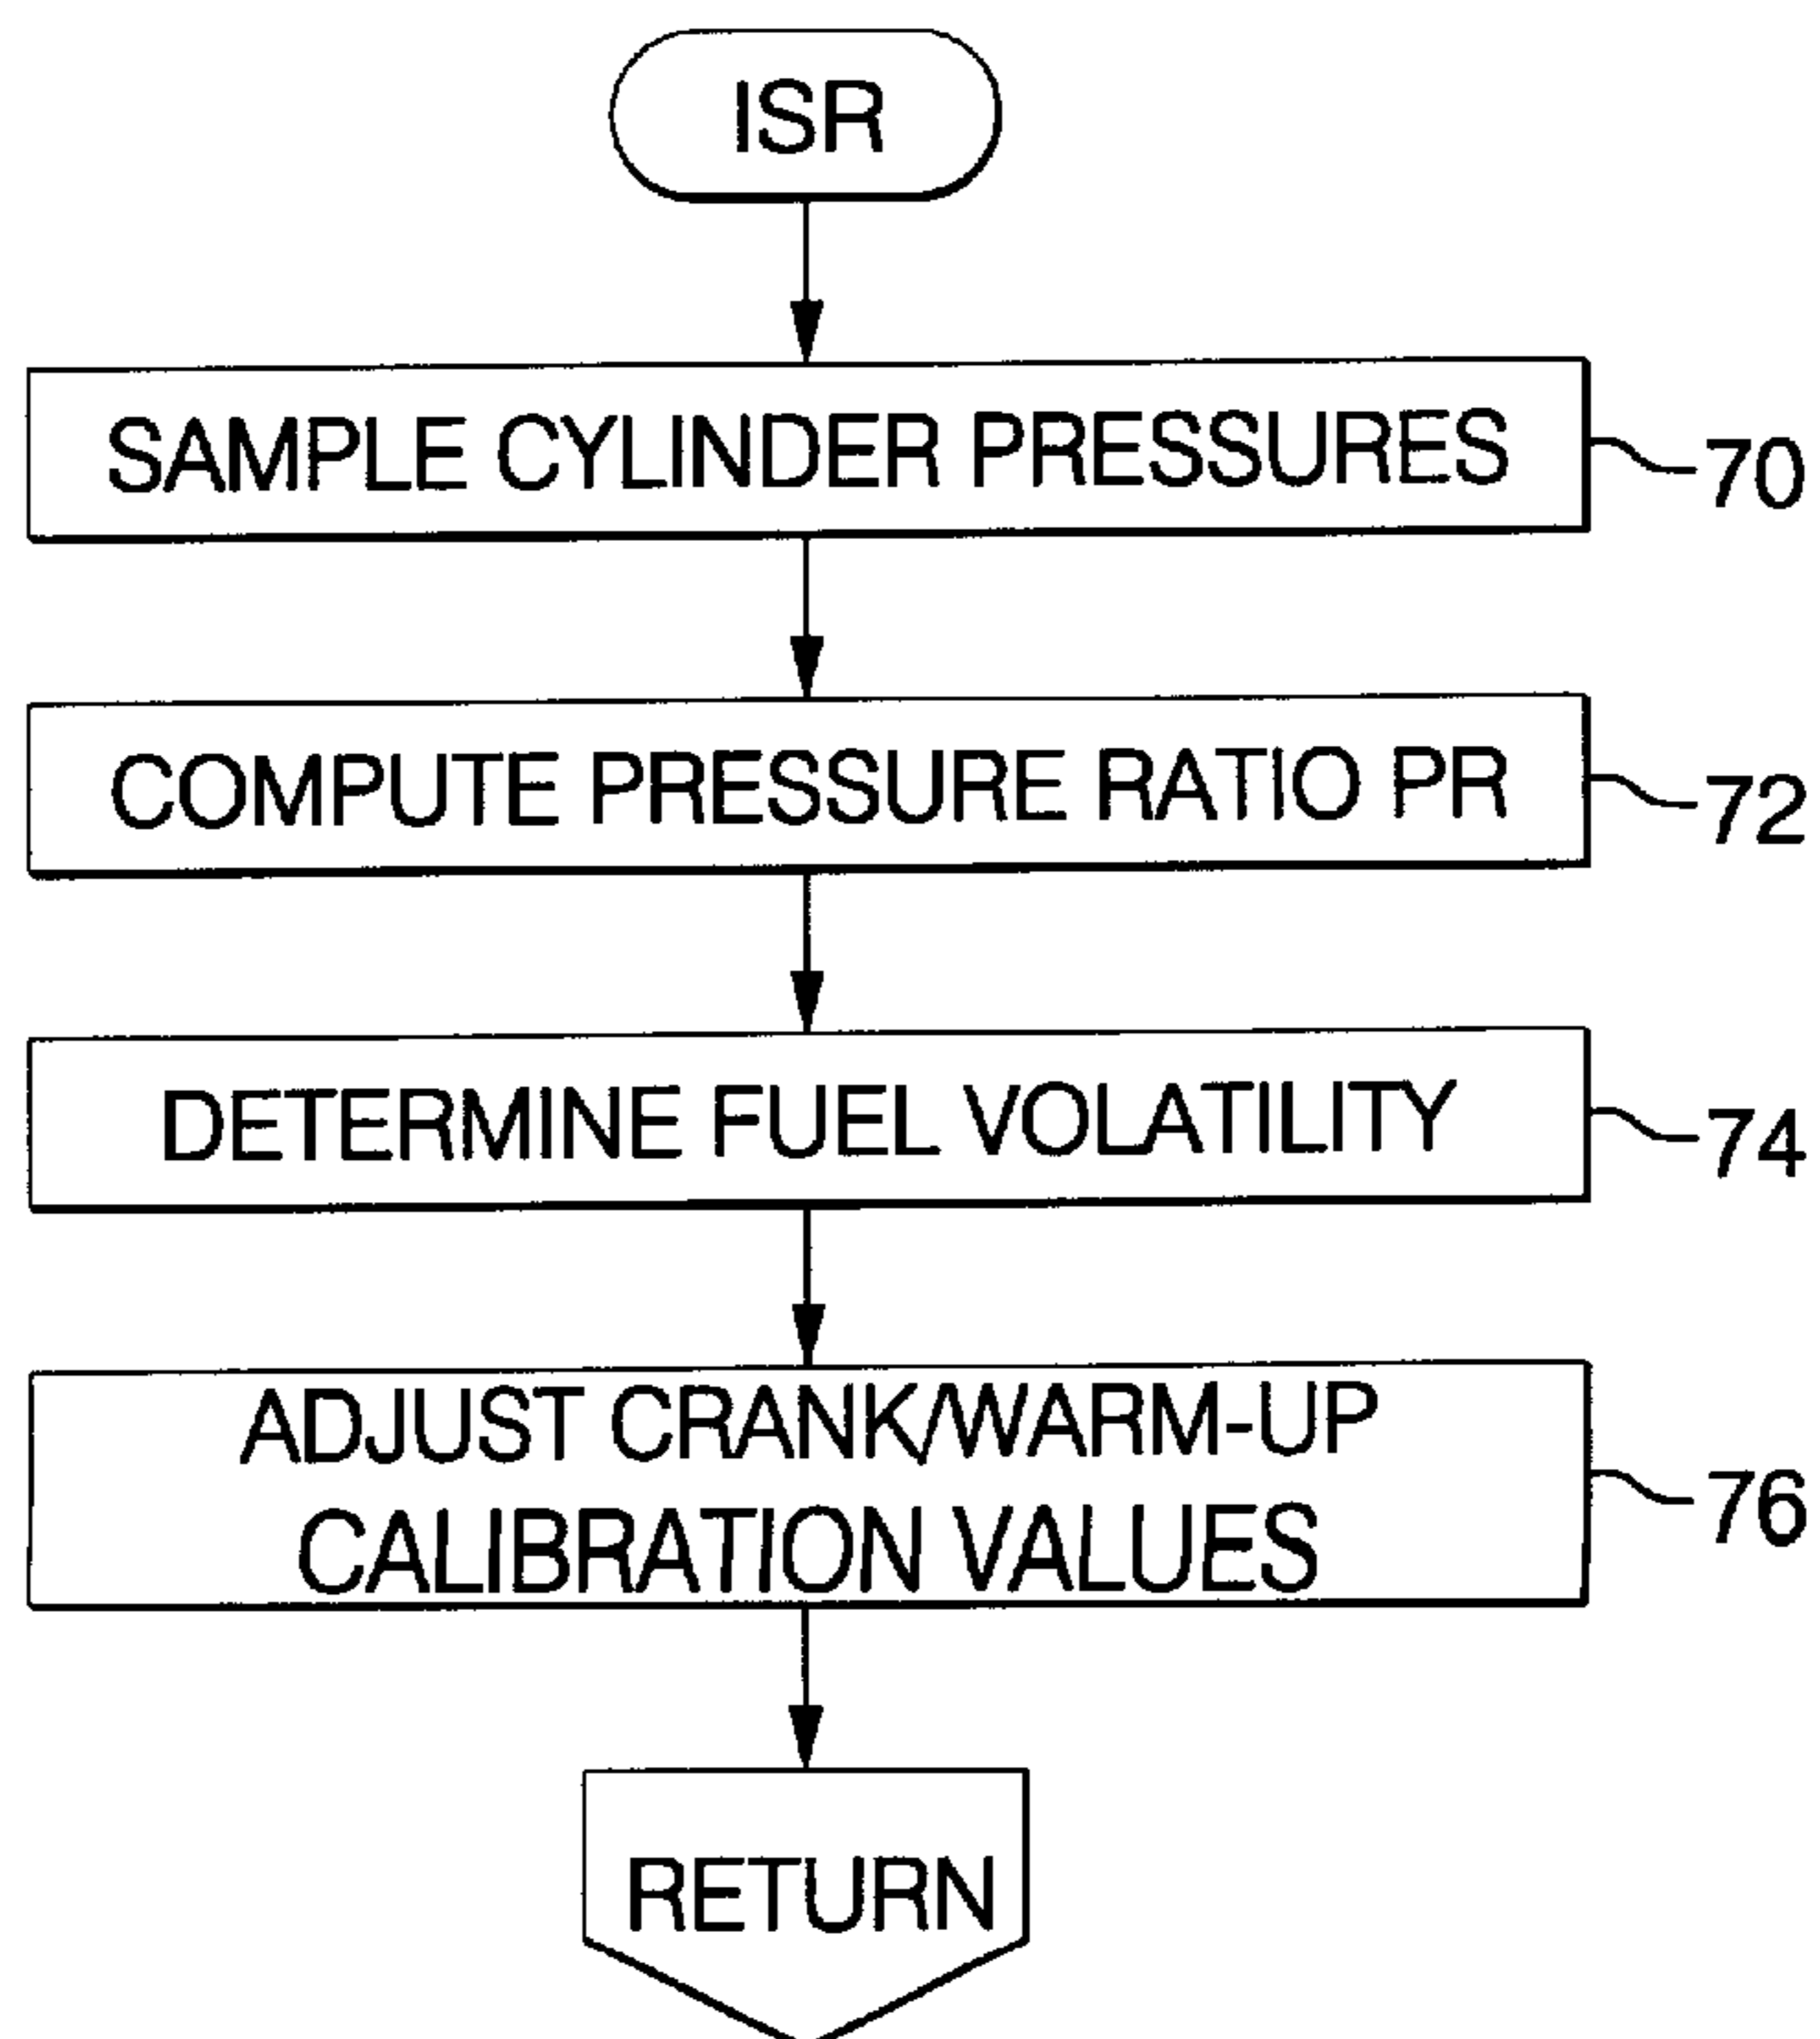 ISR
SAMPLE CYLINDER PRESSURES
70
COMPUTE PRESSURE RATIO PR
72
DETERMINE FUEL VOLATILITY
74
ADJUST CRANK/WARM-UP
CALIBRATION VALUES
76
RETURN